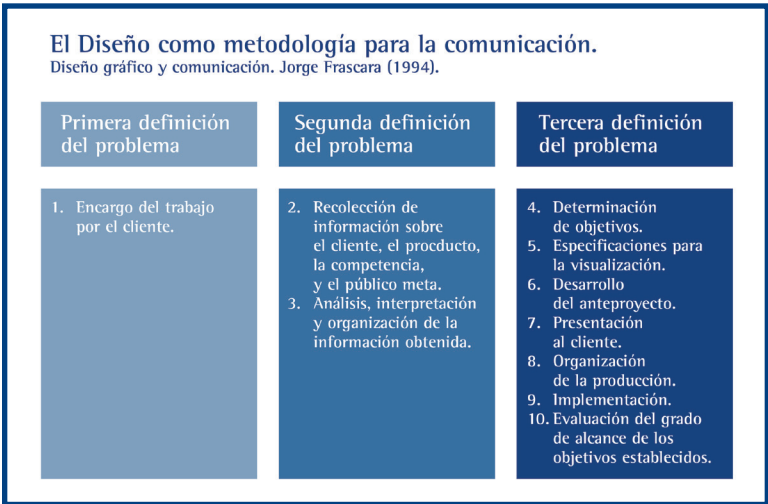 El Diseño como metodología para la comunicación.
Diseño gráfico y comunicación. Jorge Frascara (1994).
Primera definición
del problema
1. Encargo del trabajo
por el cliente.
Segunda definición
del problema
2. Recolección de
información sobre
el cliente, el procducto,
la competencia,
y el público meta.
3. Análisis, interpretación
y organización de la
información obtenida.
Tercera definición
del problema
4. Determinación
de objetivos.
5. Especificaciones para
la visualización.
6. Desarrollo
del anteproyecto.
7. Presentación
al cliente.
8. Organización
de la producción.
9. Implementación.
10. Evaluación del grado
de alcance de los
objetivos establecidos.